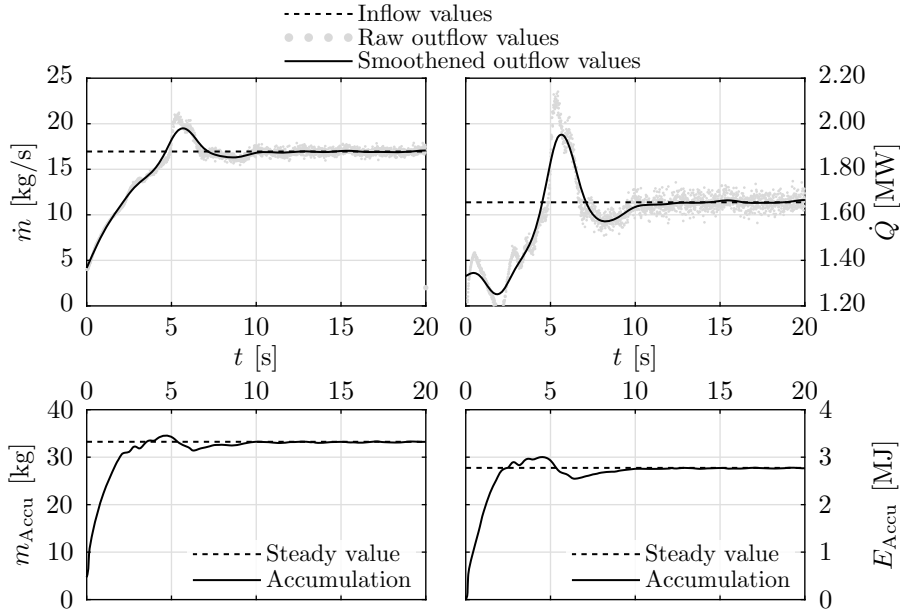 Inflow values
Raw outflow values
Smoothened outflow values
25
20
15
10
5
0
ṁ [kg/s]
0 5 10 15 20
t [s]
2.20
2.00
1.80
1.60
1.40
1.20
Q̇ [MW]
0 5 10 15 20
t [s]
0 5 10 15 20
40
30
20
10
0
m_Accu [kg]
Steady value
Accumulation
0 5 10 15 20
4
3
2
1
0
E_Accu [MJ]
Steady value
Accumulation